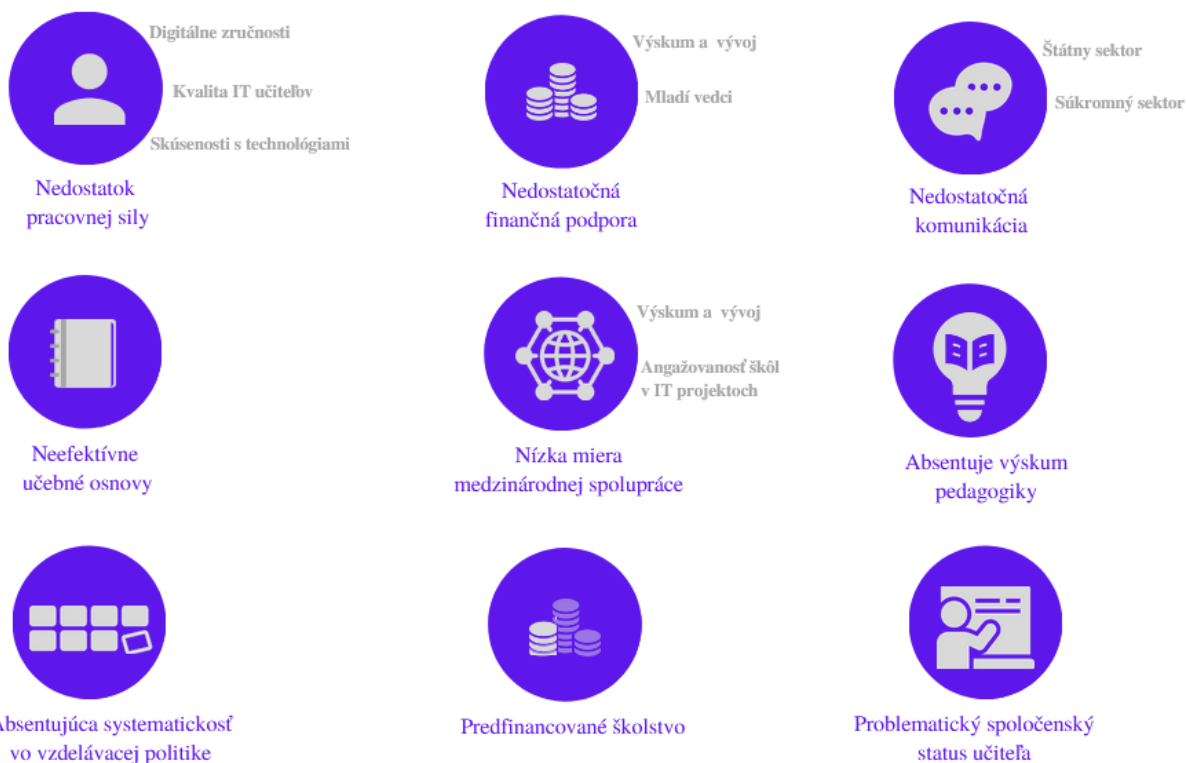 Digitálne zručnosti
Kvalita IT učiteľov
Skúsenosti s technológiami
Nedostatok
pracovnej sily
Výskum a  vývoj
Mladí vedci
Nedostatočná
finančná podpora
Štátny sektor
Súkromný sektor
Nedostatočná
komunikácia
Neefektívne
učebné osnovy
Výskum a  vývoj
Angažovanosť škôl
v IT projektoch
Nízka miera
medzinárodnej spolupráce
Absentuje výskum
pedagogiky
Absentujúca systematickosť
vo vzdelávacej politike
Predfinancované školstvo
Problematický spoločenský
status učiteľa